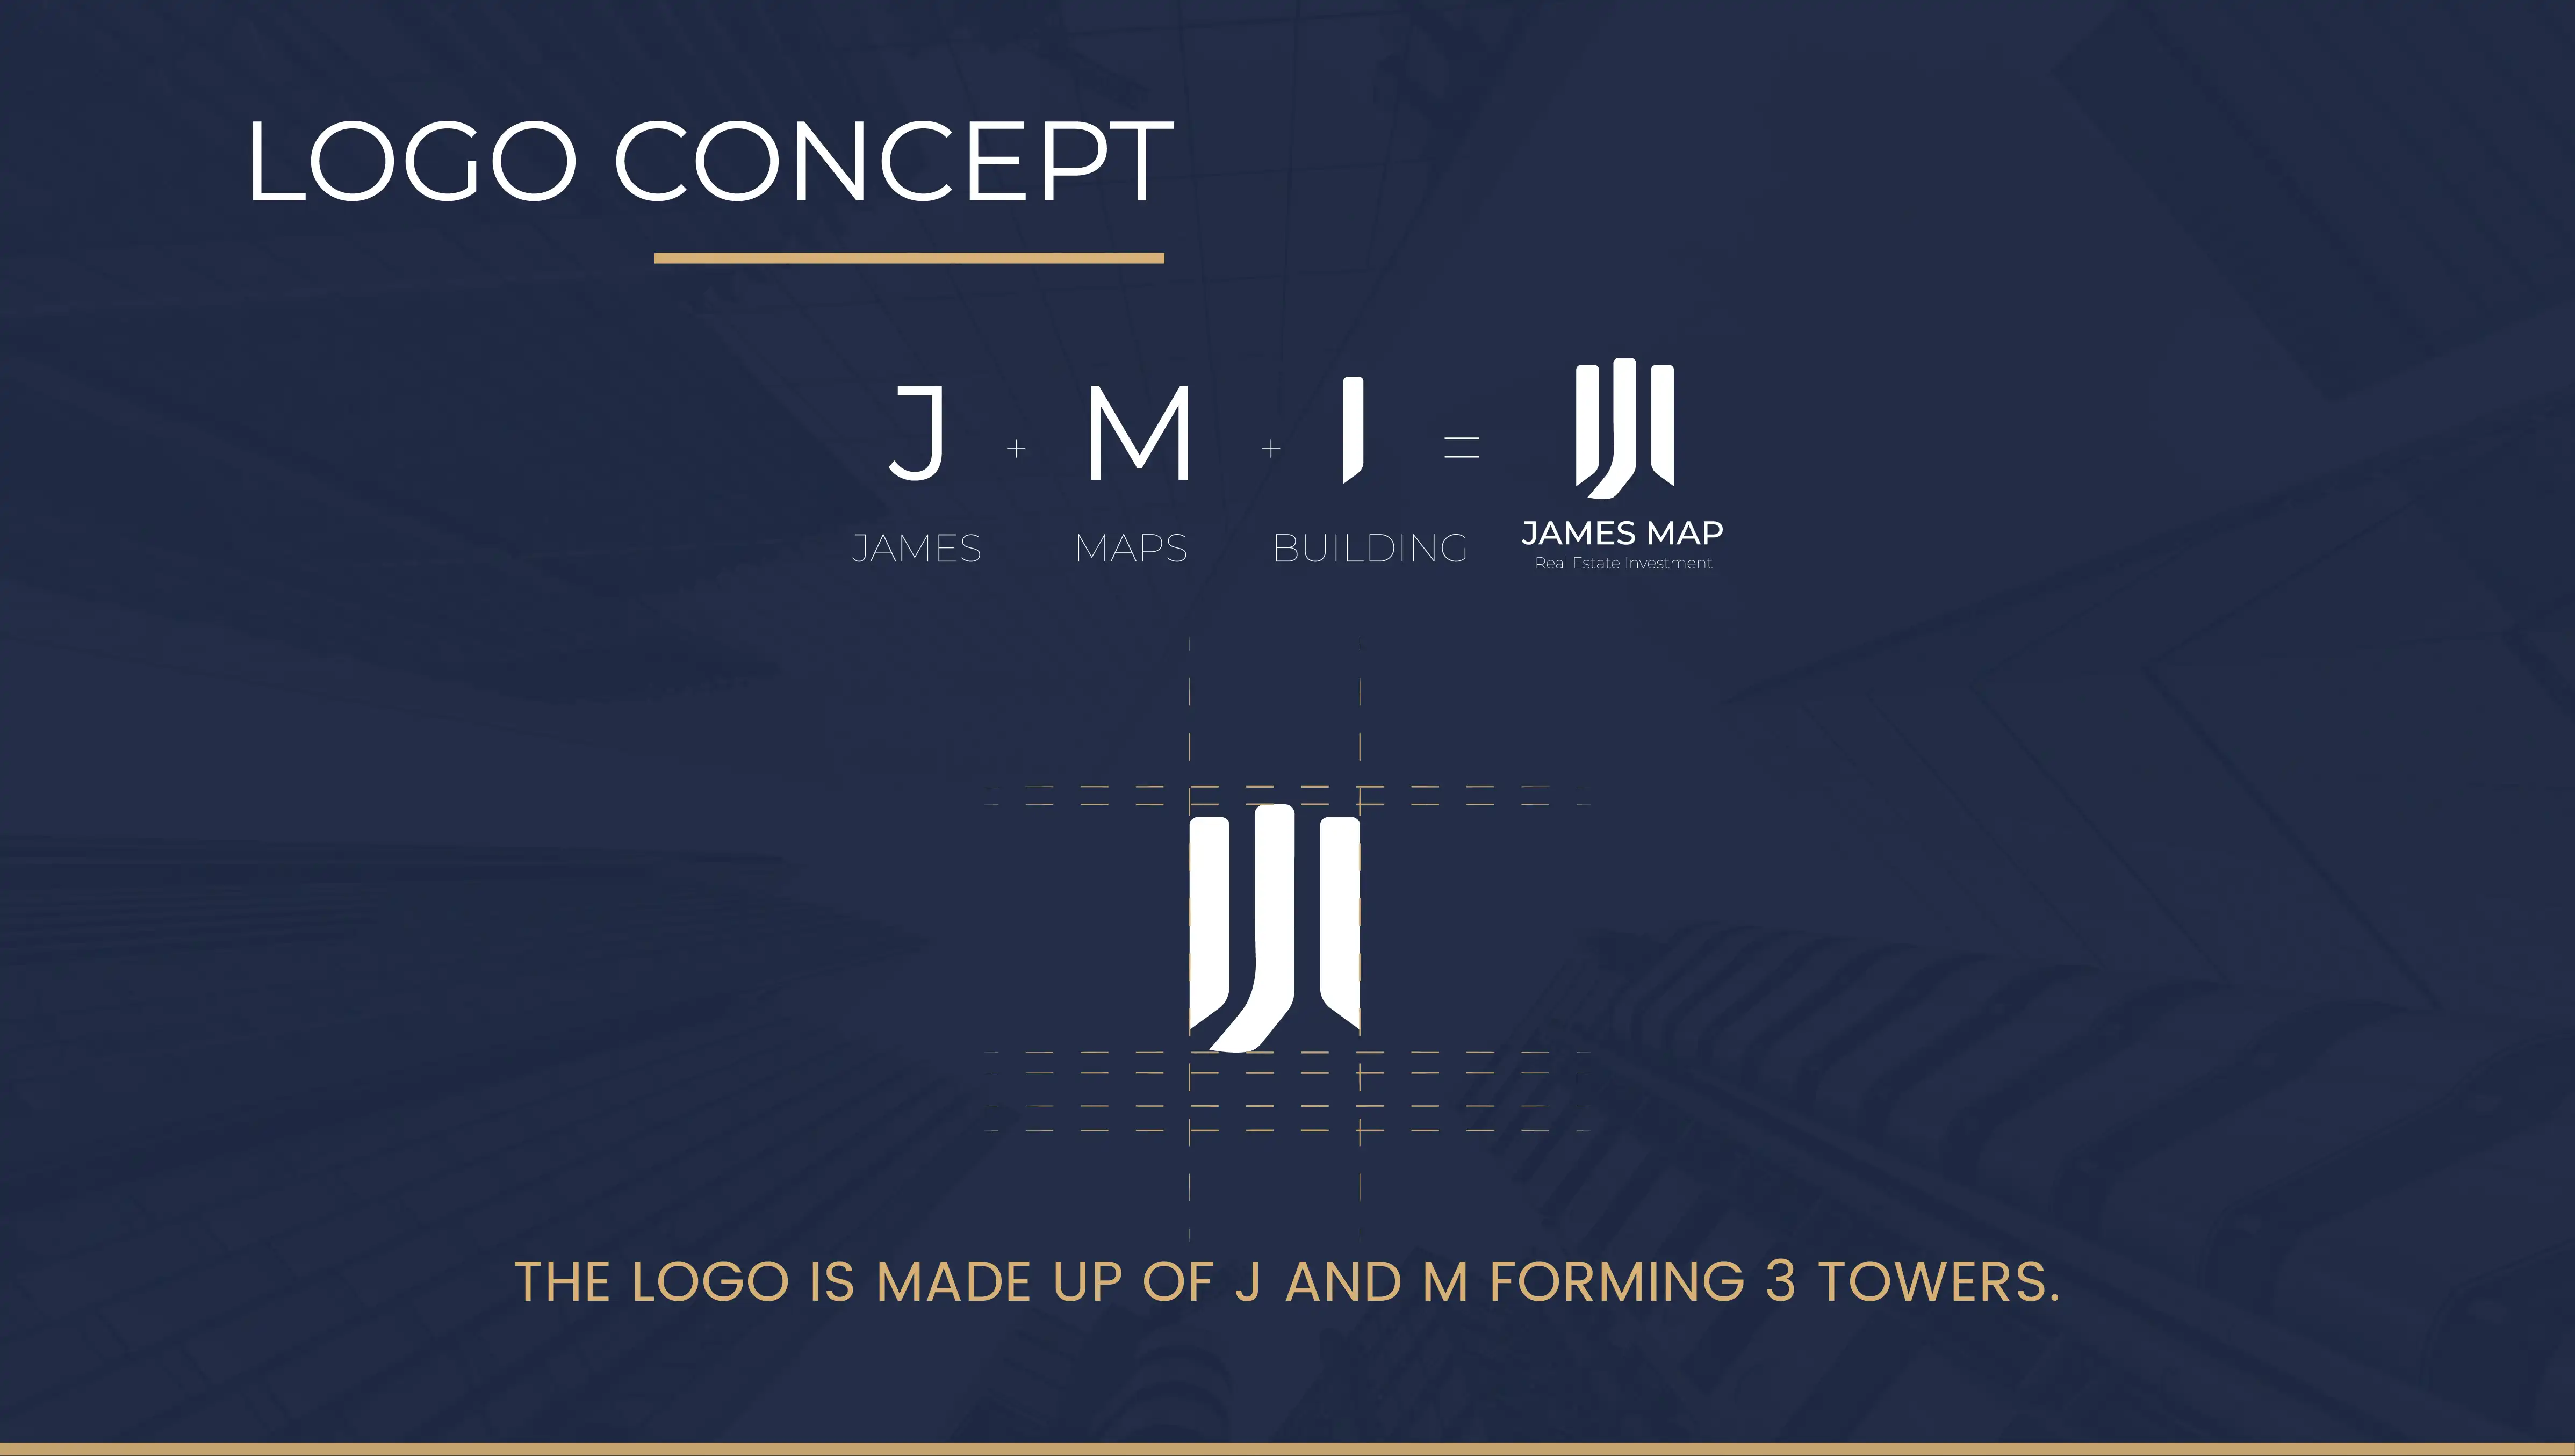 LOGO CONCEPT
J + M + I =
JAMES MAPS BUILDING
JAMES MAP
Real Estate Investment
THE LOGO IS MADE UP OF J AND M FORMING 3 TOWERS.